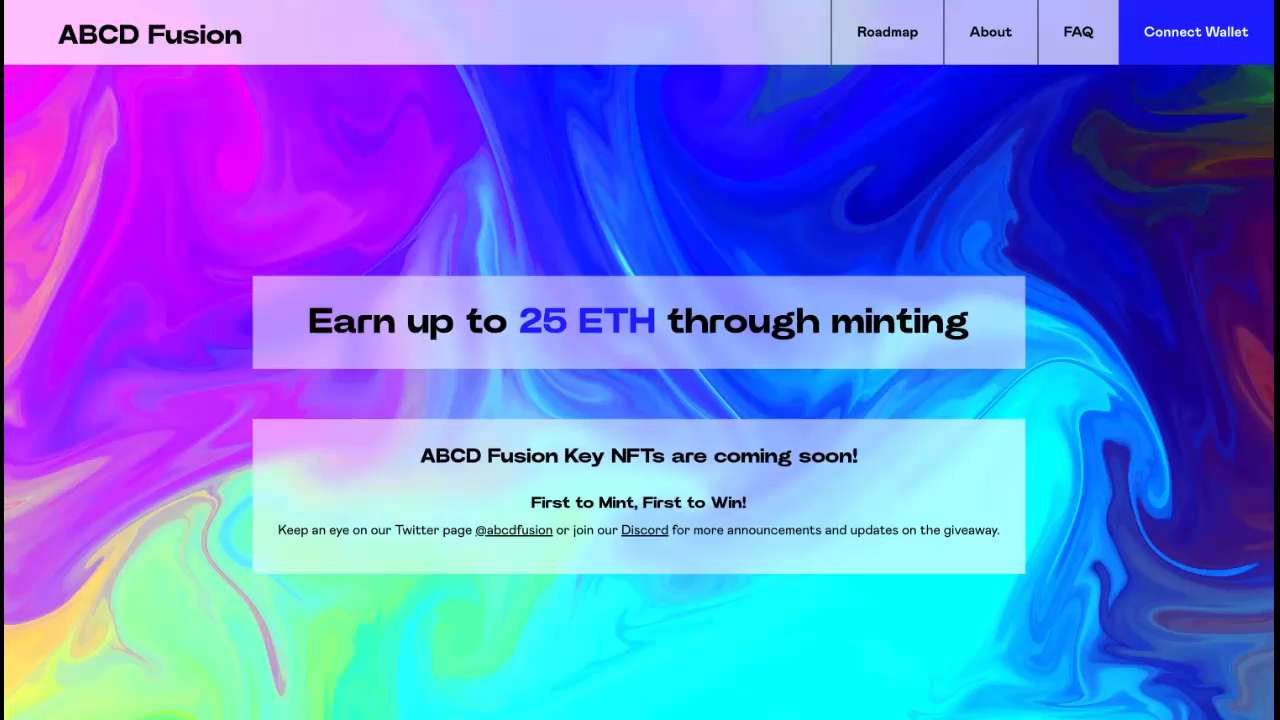 ABCD Fusion
Roadmap
About
FAQ
Connect Wallet
Earn up to 25 ETH through minting
ABCD Fusion Key NFTs are coming soon!
First to Mint, First to Win!
Keep an eye on our Twitter page @abcdfusion or join our Discord for more announcements and updates on the giveaway.